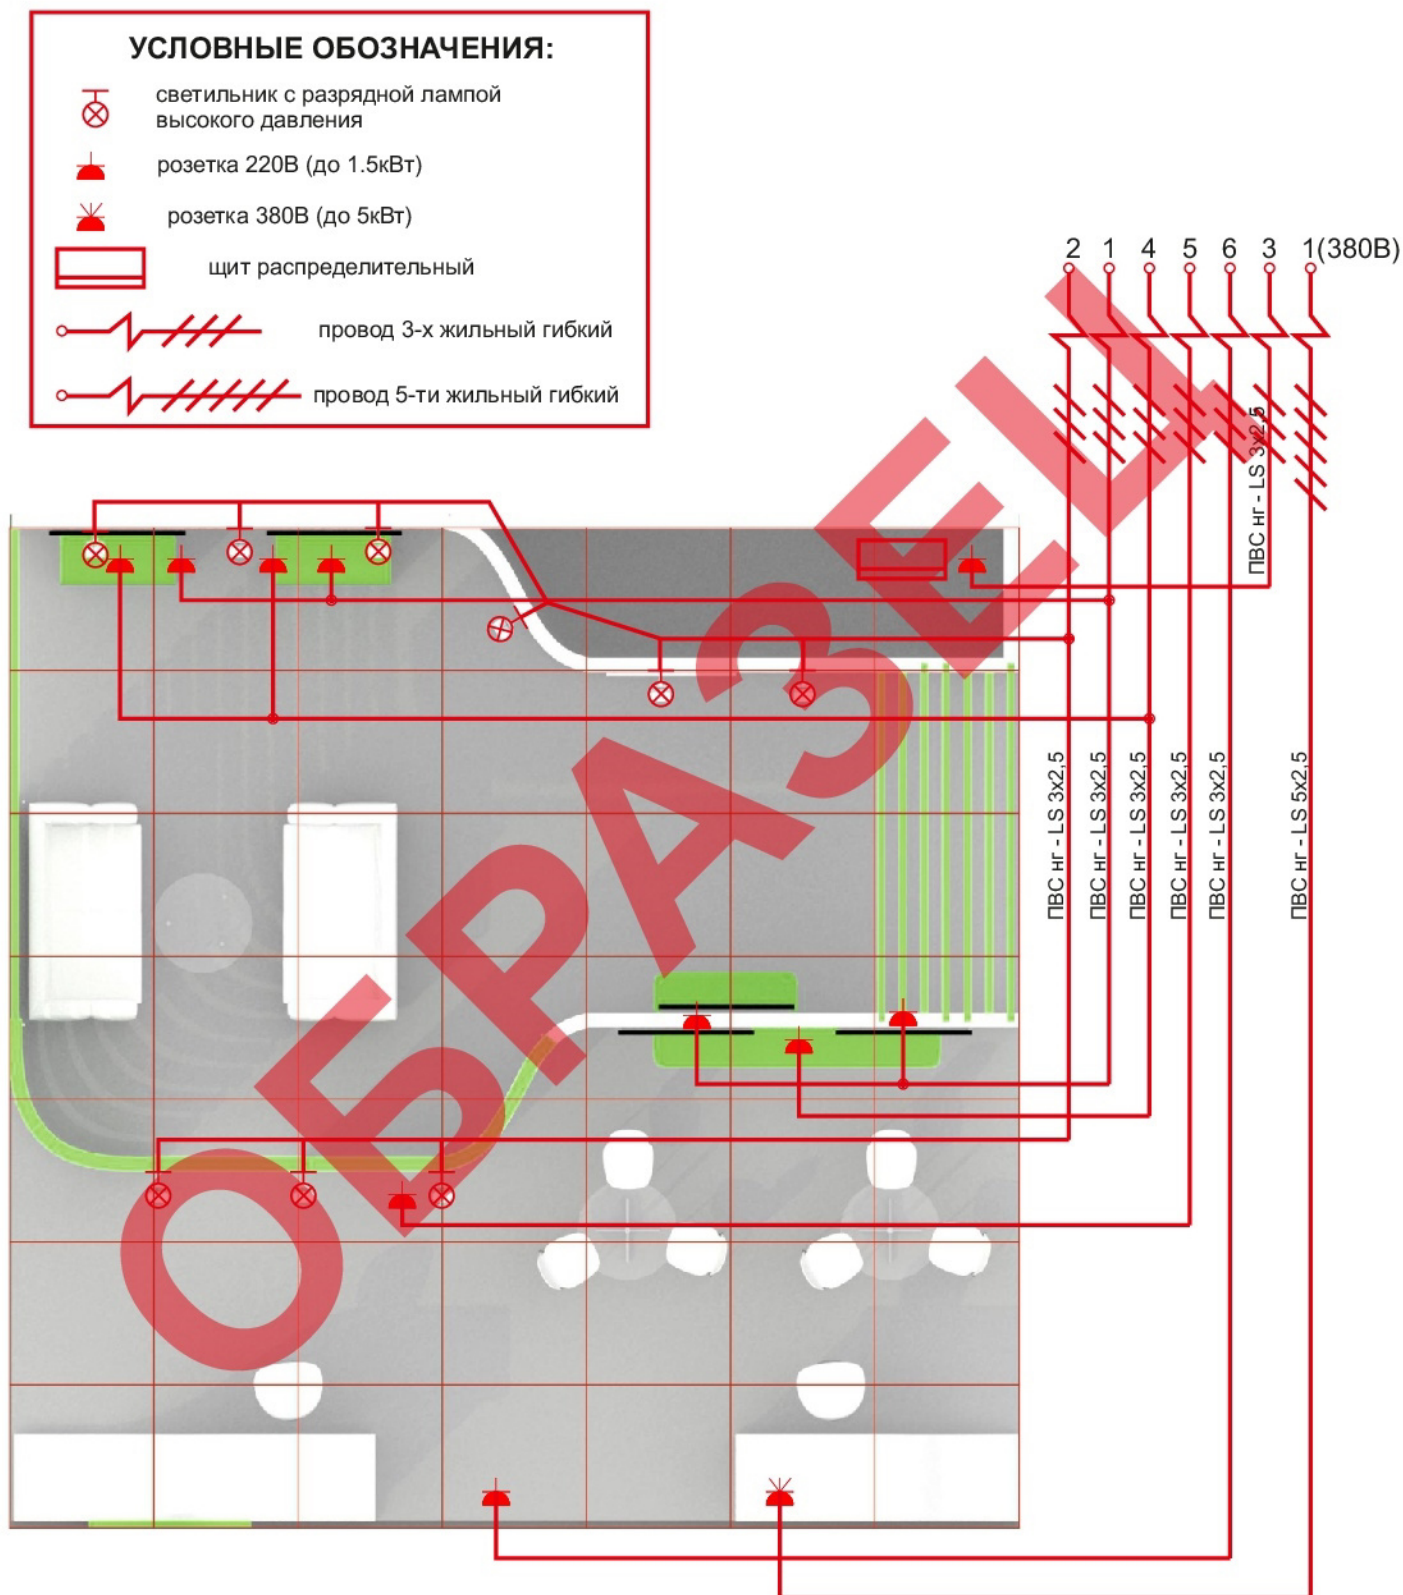 УСЛОВНЫЕ ОБОЗНАЧЕНИЯ:
светильник с разрядной лампой
высокого давления
розетка 220В (до 1.5кВт)
розетка 380В (до 5кВт)
щит распределительный
провод 3-х жильный гибкий
провод 5-ти жильный гибкий
2 1 4 5 6 3 1(380В)
ПВС нг - LS 3х2,5
ПВС нг - LS 3х2,5
ПВС нг - LS 3х2,5
ПВС нг - LS 3х2,5
ПВС нг - LS 3х2,5
ПВС нг - LS 3х2,5
ПВС нг - LS 5х2,5
ОБРАЗЕЦ